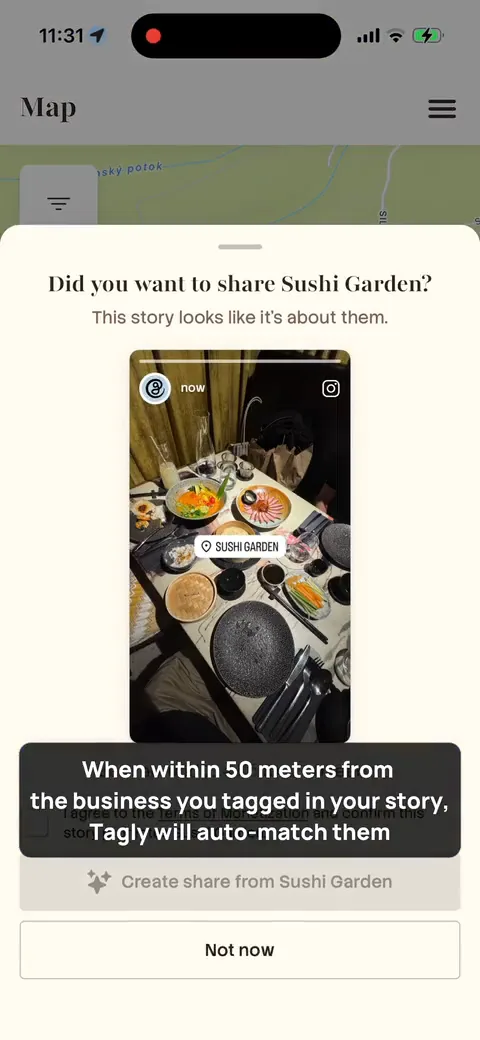 11:31
Map
nský potok
SIL
Did you want to share Sushi Garden?
This story looks like it's about them.
now
SUSHI GARDEN
When within 50 meters from
the business you tagged in your story,
Tagly will auto-match them
I agree to the Terms of Monetization and confirm this
Create share from Sushi Garden
Not now